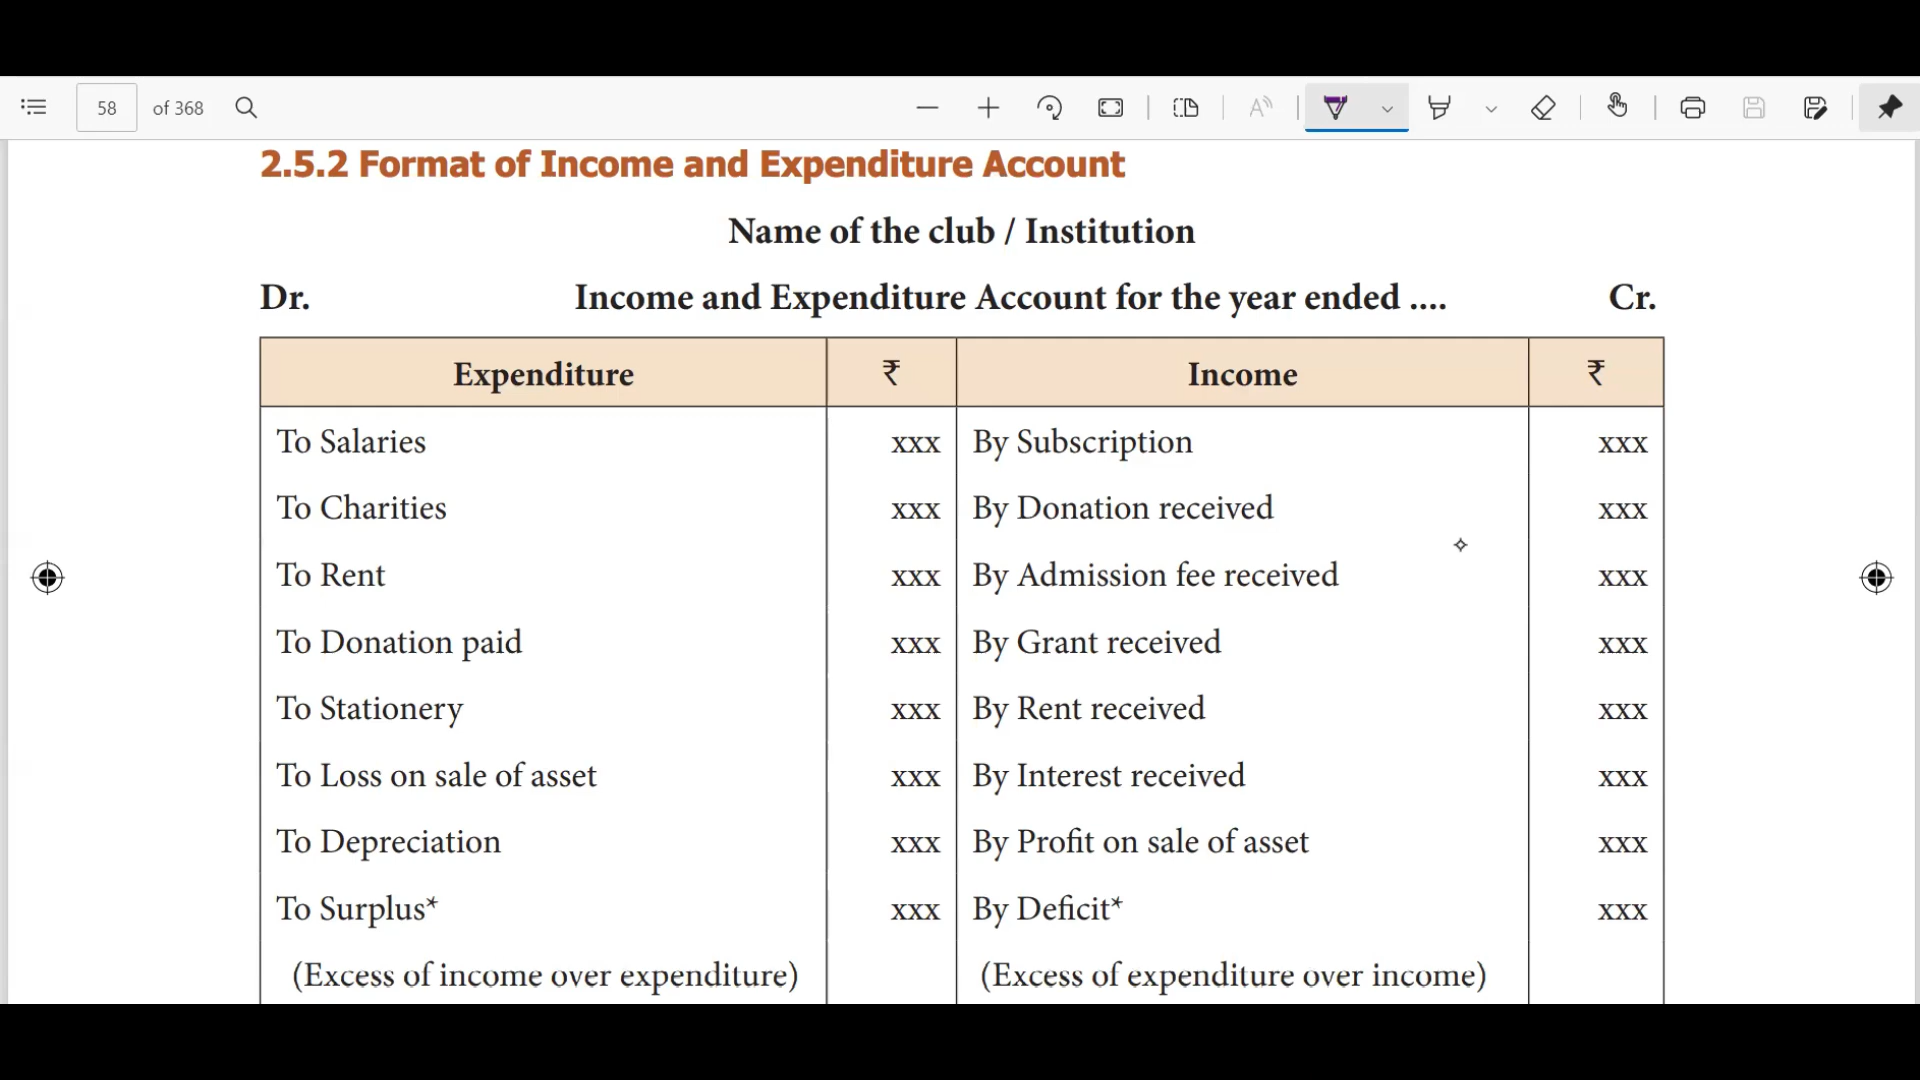 58 of 368
2.5.2 Format of Income and Expenditure Account
Name of the club / Institution
Dr. Income and Expenditure Account for the year ended .... Cr.
Expenditure ₹ Income ₹
To Salaries xxx By Subscription xxx
To Charities xxx By Donation received xxx
To Rent xxx By Admission fee received xxx
To Donation paid xxx By Grant received xxx
To Stationery xxx By Rent received xxx
To Loss on sale of asset xxx By Interest received xxx
To Depreciation xxx By Profit on sale of asset xxx
To Surplus* xxx By Deficit* xxx
(Excess of income over expenditure) (Excess of expenditure over income)